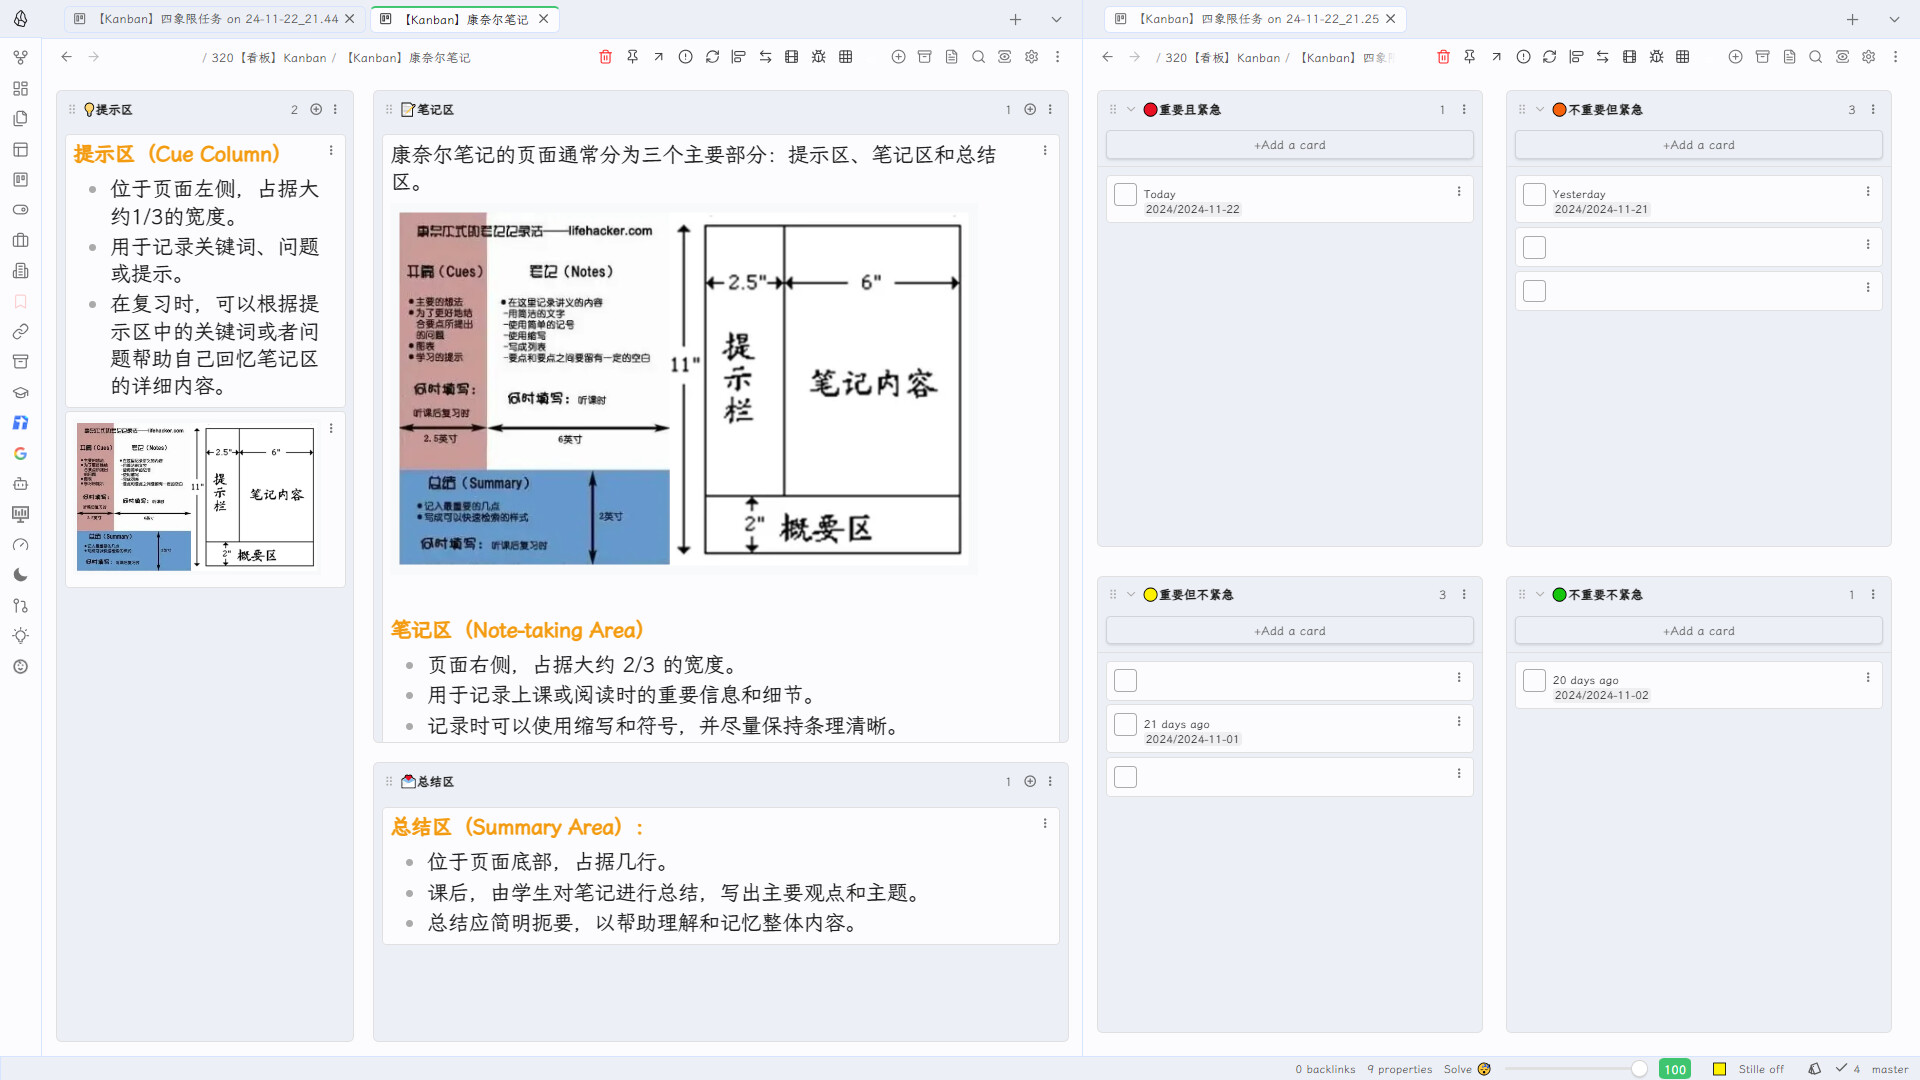 【Kanban】四象限任务 on 24-11-22_21.44
【Kanban】康奈尔笔记
【Kanban】四象限任务 on 24-11-22_21.25
/ 320【看板】Kanban / 【Kanban】康奈尔笔记
/ 320【看板】Kanban / 【Kanban】四象
💡提示区 2
提示区（Cue Column）
位于页面左侧，占据大
约1/3的宽度。
用于记录关键词、问题
或提示。
在复习时，可以根据提
示区中的关键词或者问
题帮助自己回忆笔记区
的详细内容。
2.5" 6"
11"
提示栏
笔记内容
2" 概要区
📝笔记区 1
康奈尔笔记的页面通常分为三个主要部分：提示区、笔记区和总结
区。
康奈尔式的笔记记录法——lifehacker.com
（Cues）
笔记（Notes）
主要的想法
为了更好地结
合要点所提出
的问题
图表
学习的提示
在这里记录讲义的内容
-用简洁的文字
-使用简单的记号
-使用缩写
-写成列表
-要点和要点之间要留有一定的空白
何时填写：
听课后复习时
何时填写：听课时
2.5英寸
6英寸
总结（Summary）
记入最重要的几点
写成可以快速检索的样式
何时填写：听课后复习时
2英寸
2.5" 6"
11"
提示栏
笔记内容
2" 概要区
笔记区（Note-taking Area）
页面右侧，占据大约 2/3 的宽度。
用于记录上课或阅读时的重要信息和细节。
记录时可以使用缩写和符号，并尽量保持条理清晰。
💌总结区 1
总结区（Summary Area）：
位于页面底部，占据几行。
课后，由学生对笔记进行总结，写出主要观点和主题。
总结应简明扼要，以帮助理解和记忆整体内容。
🔴重要且紧急 1
+Add a card
Today
2024/2024-11-22
🟠不重要但紧急 3
+Add a card
Yesterday
2024/2024-11-21
🟡重要但不紧急 3
+Add a card
21 days ago
2024/2024-11-01
🟢不重要不紧急 1
+Add a card
20 days ago
2024/2024-11-02
0 backlinks 9 properties Solve 100 Stille off 4 master